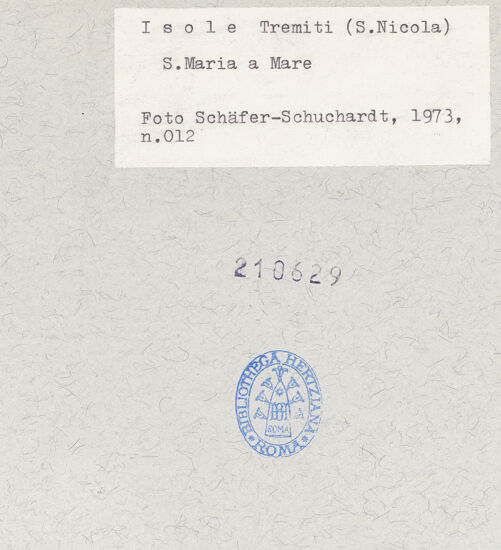 I s o l e Tremiti (S.Nicola)
S.Maria a Mare
Foto Schäfer-Schuchardt, 1973,
n.012
210629
BIBLIOTHECA HERTZIANA
ROMA
ROMA